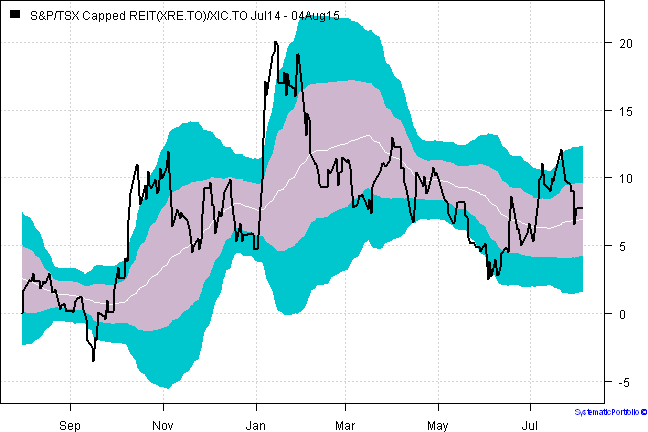 S&P/TSX Capped REIT(XRE.TO)/XIC.TO Jul14 - 04Aug15
20
15
10
5
0
-5
Sep Nov Jan Mar May Jul
SystematicPortfolio ©